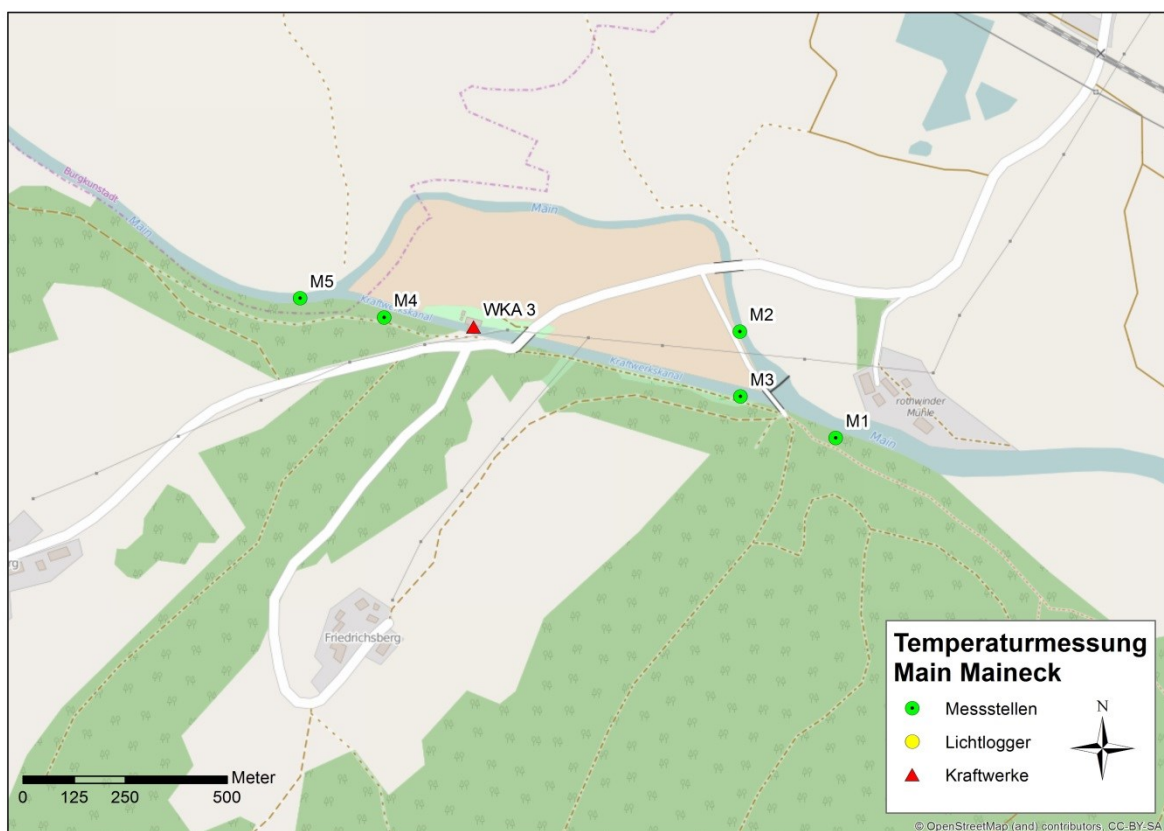 Burgkunstadt
Main
Main
M5
M4
WKA 3
Kraftwerkskanal
M2
Kraftwerkskanal
M3
rothwinder
Mühle
M1
Main
rg
Friedrichsberg
Temperaturmessung
Main Maineck
Messstellen
N
Lichtlogger
Kraftwerke
Meter
0 125 250 500
© OpenStreetMap (and) contributors, CC-BY-SA